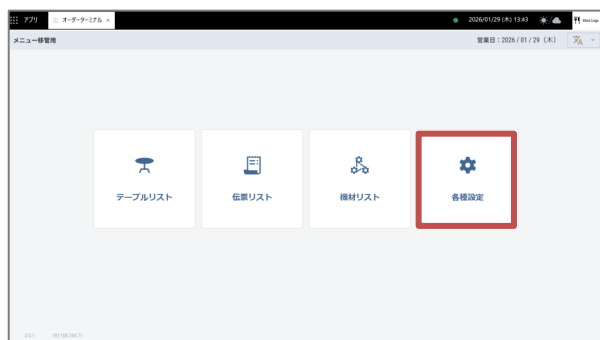 アプリ オーダーターミナル × 2026/01/29 (木) 13:43
メニュー移管用 営業日：2026 / 01 / 29 （木）
テーブルリスト 伝票リスト 機材リスト 各種設定